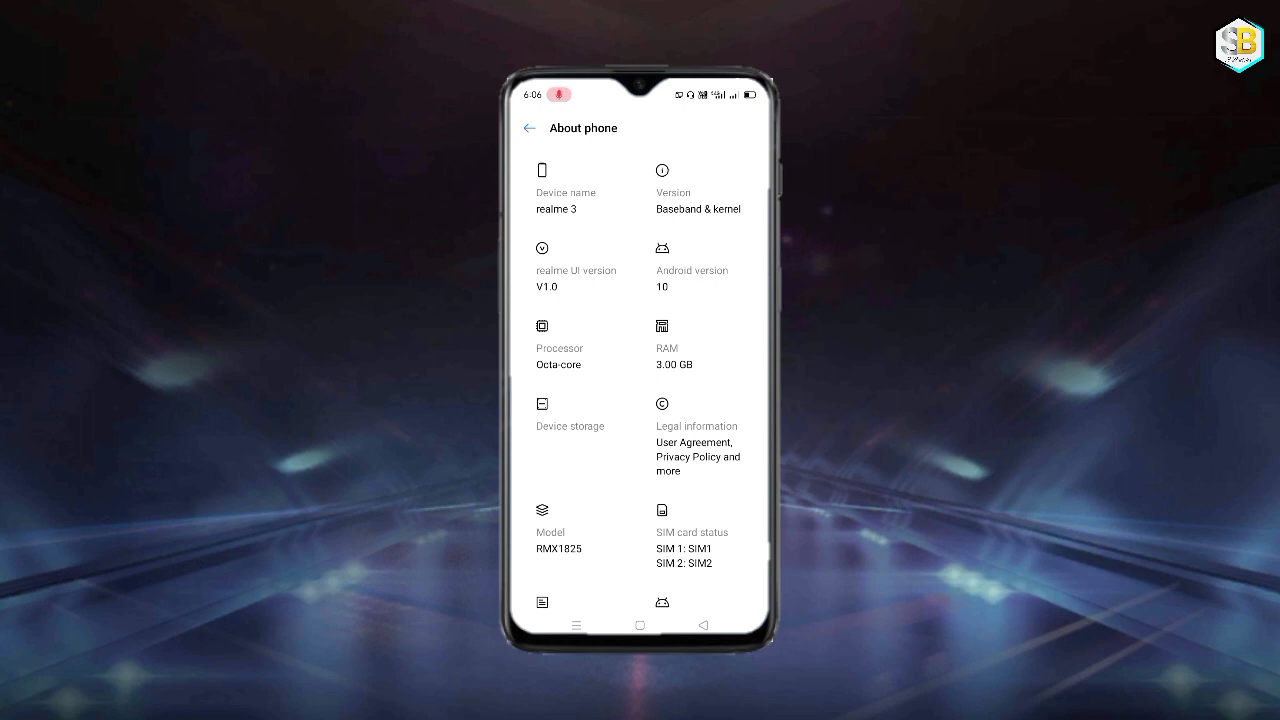 SB
6:06
About phone
Device name
realme 3
Version
Baseband & kernel
realme UI version
V1.0
Android version
10
Processor
Octa-core
RAM
3.00 GB
Device storage
Legal information
User Agreement,
Privacy Policy and
more
Model
RMX1825
SIM card status
SIM 1: SIM1
SIM 2: SIM2